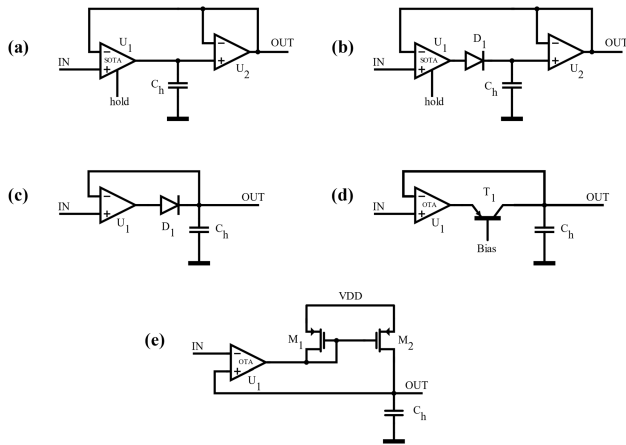 (a)
IN
−
+
SOTA
U1
hold
Ch
−
+
U2
OUT
(b)
IN
−
+
SOTA
U1
hold
D1
Ch
−
+
U2
OUT
(c)
IN
−
+
U1
D1
OUT
Ch
(d)
IN
−
+
OTA
U1
T1
Bias
OUT
Ch
(e)
VDD
IN
−
+
OTA
U1
M1
M2
OUT
Ch